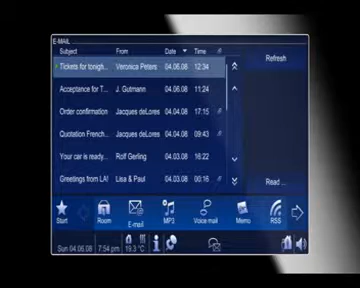 E-MAIL
Subject From Date Time
Tickets for tonigh... Veronica Peters 04.06.08 12:34
Acceptance for T... J. Gutmann 04.06.08 11:24
Order confirmation Jacques deLores 04.04.08 17:15
Quotation French... Jacques deLores 04.04.08 09:43
Your car is ready... Rolf Gerling 04.03.08 16:22
Greetings from LA! Lisa & Paul 04.03.08 00:16
Refresh
Read ...
Start Room E-mail MP3 Voice mail Memo RSS
Sun 04.06.08 7:54 pm 19.3 °C